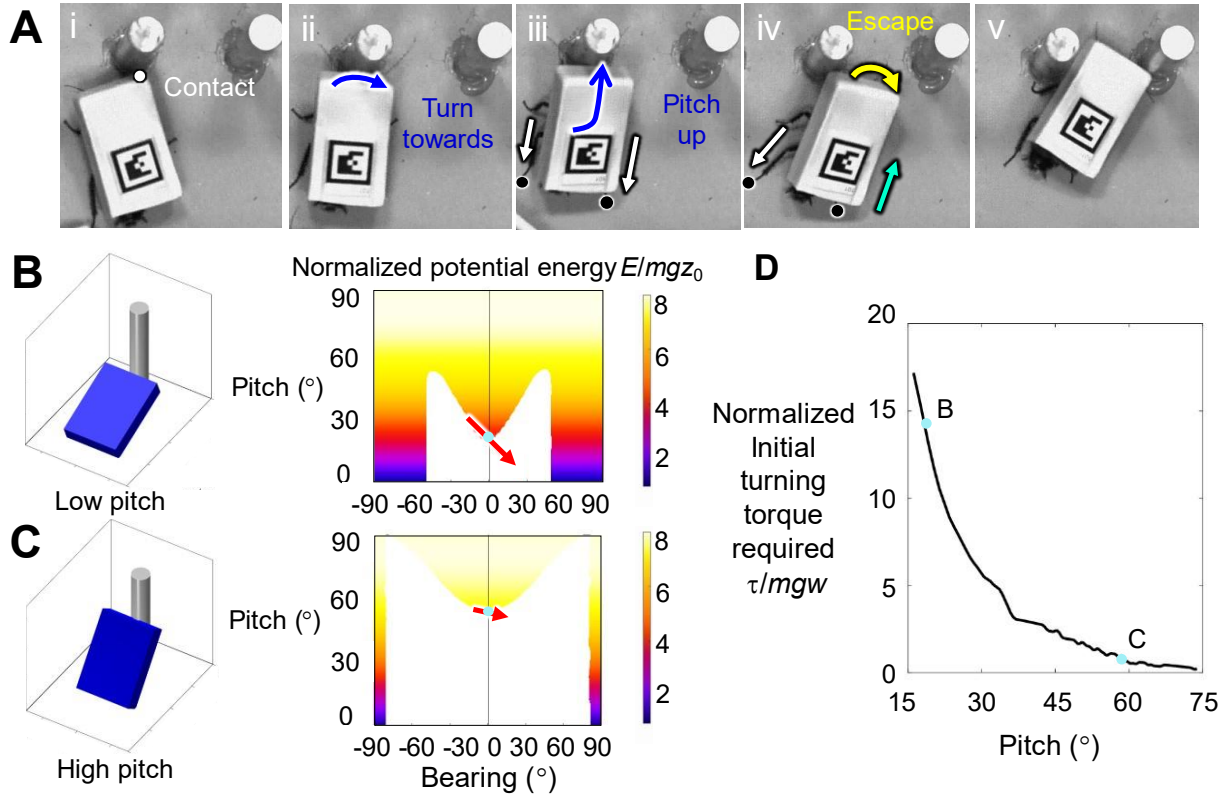 A
i
Contact
ii
Turn
towards
iii
Pitch
up
iv
Escape
v
B
Low pitch
Normalized potential energy E/mgz₀
Pitch (°)
90
60
30
0
-90 -60 -30 0 30 60 90
8
6
4
2
C
High pitch
Pitch (°)
90
60
30
0
-90 -60 -30 0 30 60 90
Bearing (°)
8
6
4
2
D
Normalized
Initial
turning
torque
required
τ/mgw
20
15
10
5
0
B
C
15 30 45 60 75
Pitch (°)